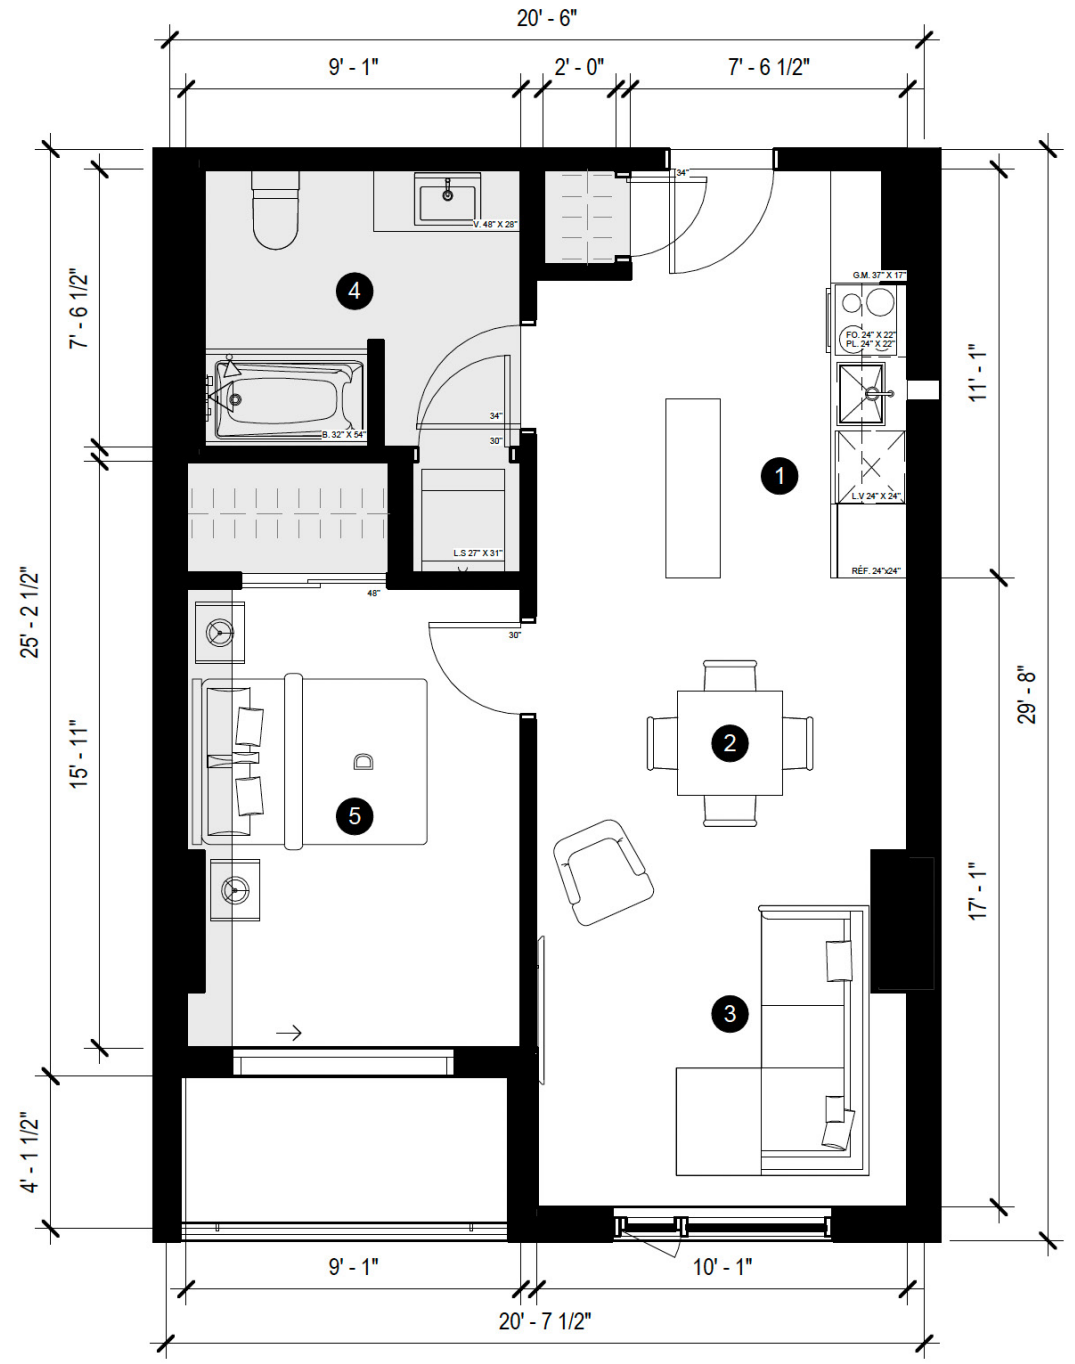 20' - 6"
9' - 1"
2' - 0"
7' - 6 1/2"
34"
V. 48" X 28"
7' - 6 1/2"
4
G.M. 37" X 17"
FO. 24" X 22"
PL. 24" X 22"
11' - 1"
34"
B. 32" X 54"
30"
1
L.V 24" X 24"
L.S 27" X 31"
RÉF. 24"x24"
48"
30"
25' - 2 1/2"
29' - 8"
15' - 11"
2
5
17' - 1"
3
4' - 1 1/2"
9' - 1"
10' - 1"
20' - 7 1/2"